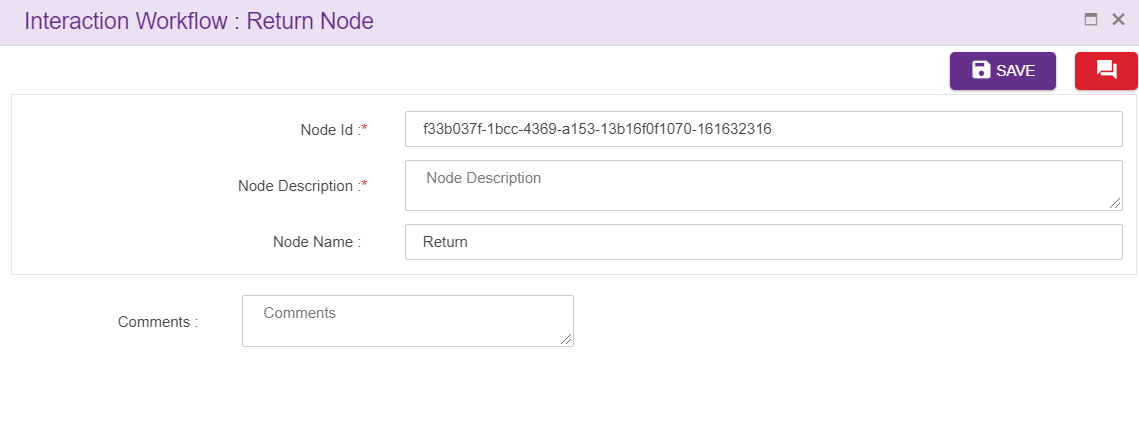 Interaction Workflow : Return Node
SAVE
Node Id :* f33b037f-1bcc-4369-a153-13b16f0f1070-161632316
Node Description :* Node Description
Node Name : Return
Comments : Comments